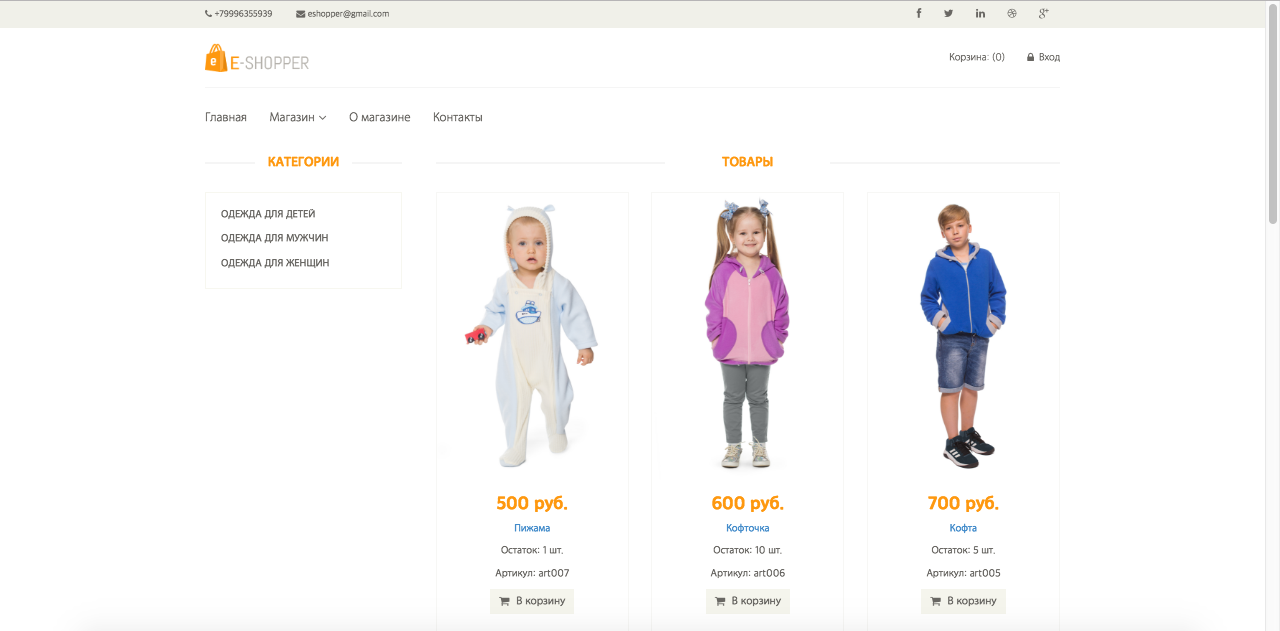 +79996355939 eshopper@gmail.com
e E-SHOPPER
Корзина: (0) Вход
Главная Магазин О магазине Контакты
КАТЕГОРИИ
ОДЕЖДА ДЛЯ ДЕТЕЙ
ОДЕЖДА ДЛЯ МУЖЧИН
ОДЕЖДА ДЛЯ ЖЕНЩИН
ТОВАРЫ
500 руб.
Пижама
Остаток: 1 шт.
Артикул: art007
В корзину
600 руб.
Кофточка
Остаток: 10 шт.
Артикул: art006
В корзину
700 руб.
Кофта
Остаток: 5 шт.
Артикул: art005
В корзину